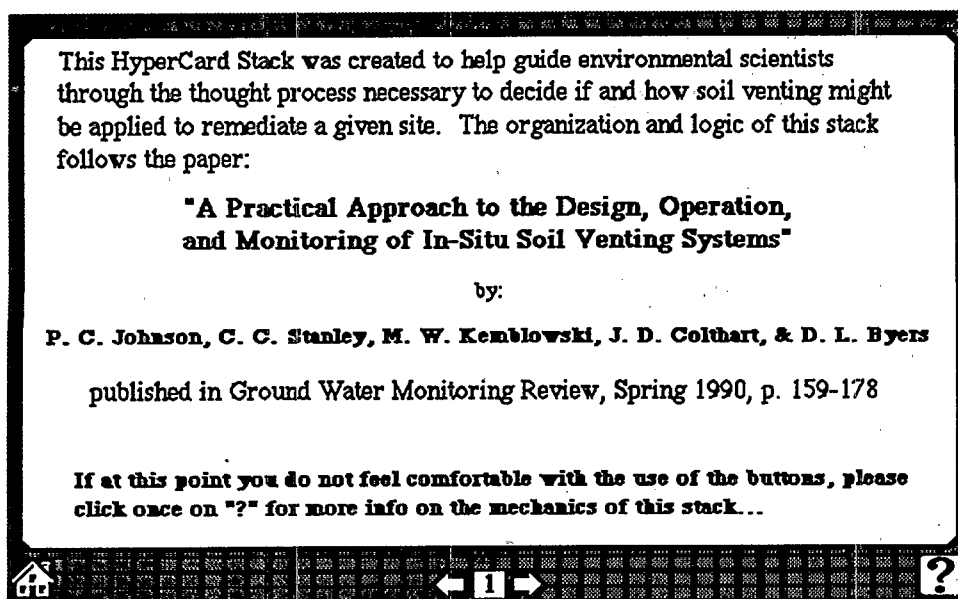 This HyperCard Stack was created to help guide environmental scientists
through the thought process necessary to decide if and how soil venting might
be applied to remediate a given site.  The organization and logic of this stack
follows the paper:
"A Practical Approach to the Design, Operation,
and Monitoring of In-Situ Soil Venting Systems"
by:
P. C. Johnson, C. C. Stanley, M. W. Kemblowski, J. D. Colthart, & D. L. Byers
published in Ground Water Monitoring Review, Spring 1990, p. 159-178
If at this point you do not feel comfortable with the use of the buttons, please
click once on "?" for more info on the mechanics of this stack...
1
?